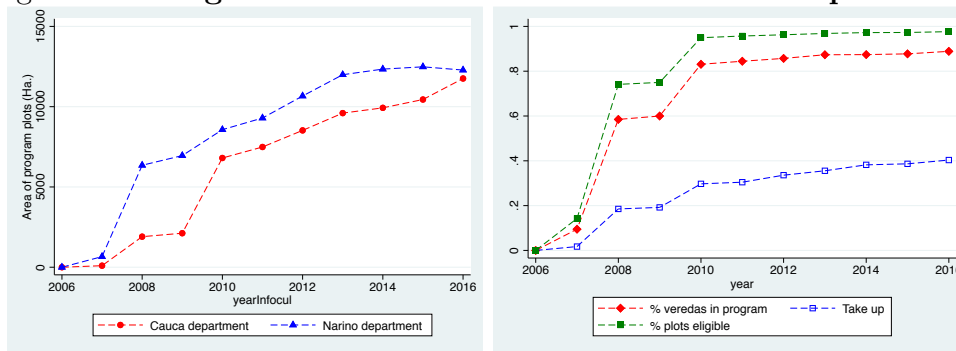 Area of program plots (Ha.)
15000
10000
5000
0
2006 2008 2010 2012 2014 2016
yearInfocul
Cauca department Narino department
1
.8
.6
.4
.2
0
2006 2008 2010 2012 2014
year
% veredas in program Take up
% plots eligible